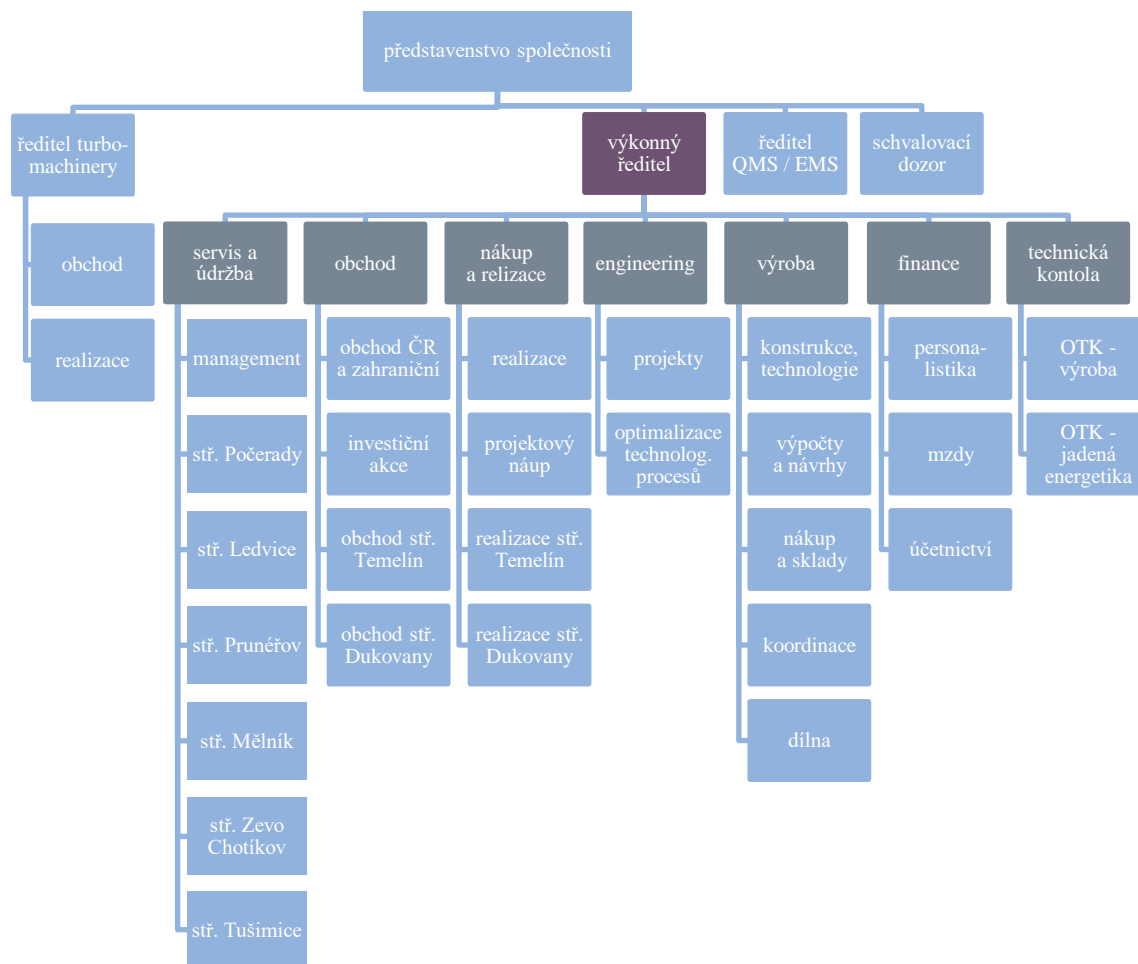 představenstvo společnosti
ředitel turbo-
machinery
výkonný
ředitel
ředitel
QMS / EMS
schvalovací
dozor
obchod
realizace
servis a
údržba
obchod
nákup
a relizace
engineering
výroba
finance
technická
kontola
management
stř. Počerady
stř. Ledvice
stř. Prunéřov
stř. Mělník
stř. Zevo
Chotíkov
stř. Tušimice
obchod ČR
a zahraniční
investiční
akce
obchod stř.
Temelín
obchod stř.
Dukovany
realizace
projektový
náup
realizace stř.
Temelín
realizace stř.
Dukovany
projekty
optimalizace
technolog.
procesů
konstrukce,
technologie
výpočty
a návrhy
nákup
a sklady
koordinace
dílna
persona-
listika
mzdy
účetnictví
OTK -
výroba
OTK -
jadená
energetika